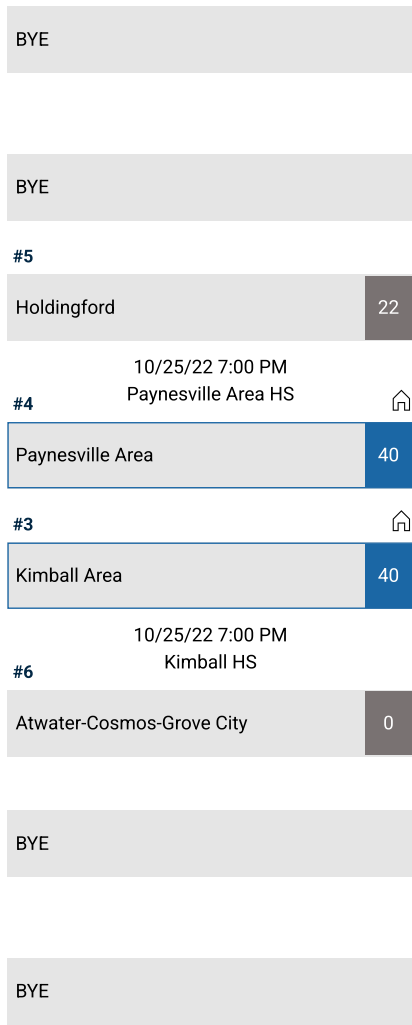 BYE
BYE
#5
Holdingford 22
10/25/22 7:00 PM
Paynesville Area HS
#4
Paynesville Area 40
#3
Kimball Area 40
10/25/22 7:00 PM
Kimball HS
#6
Atwater-Cosmos-Grove City 0
BYE
BYE